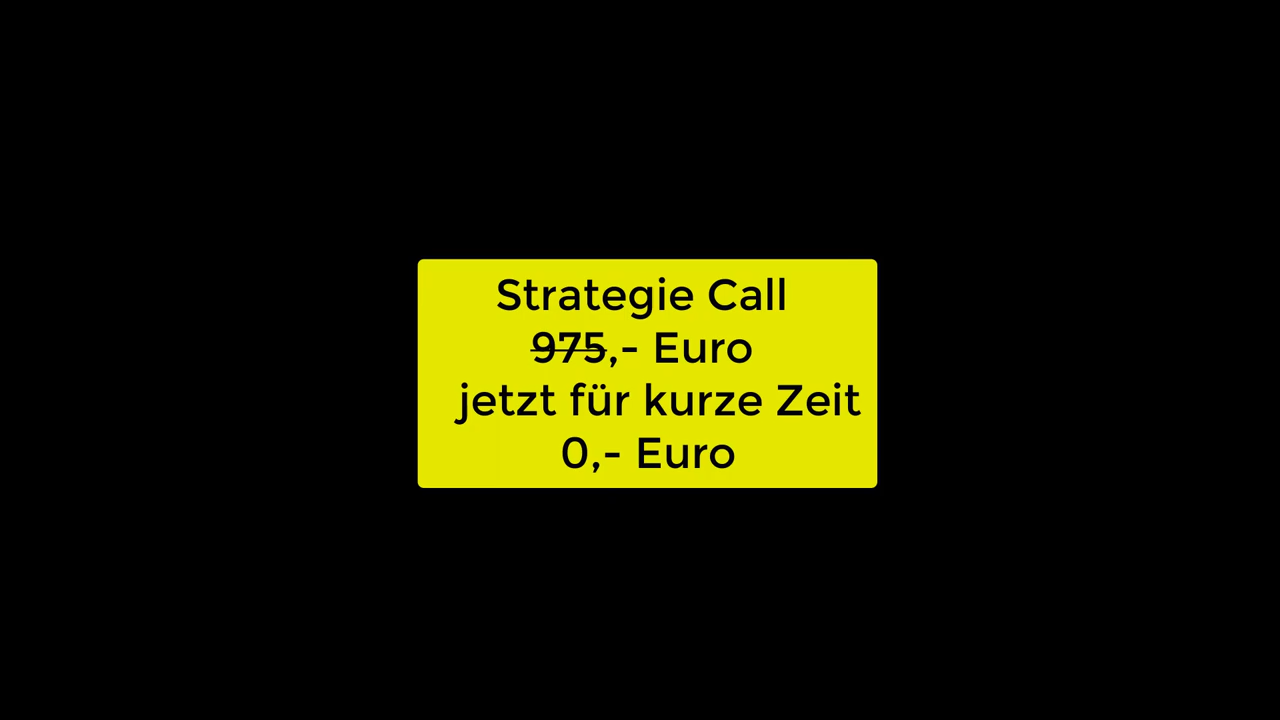 Strategie Call
975,- Euro
jetzt für kurze Zeit
0,- Euro